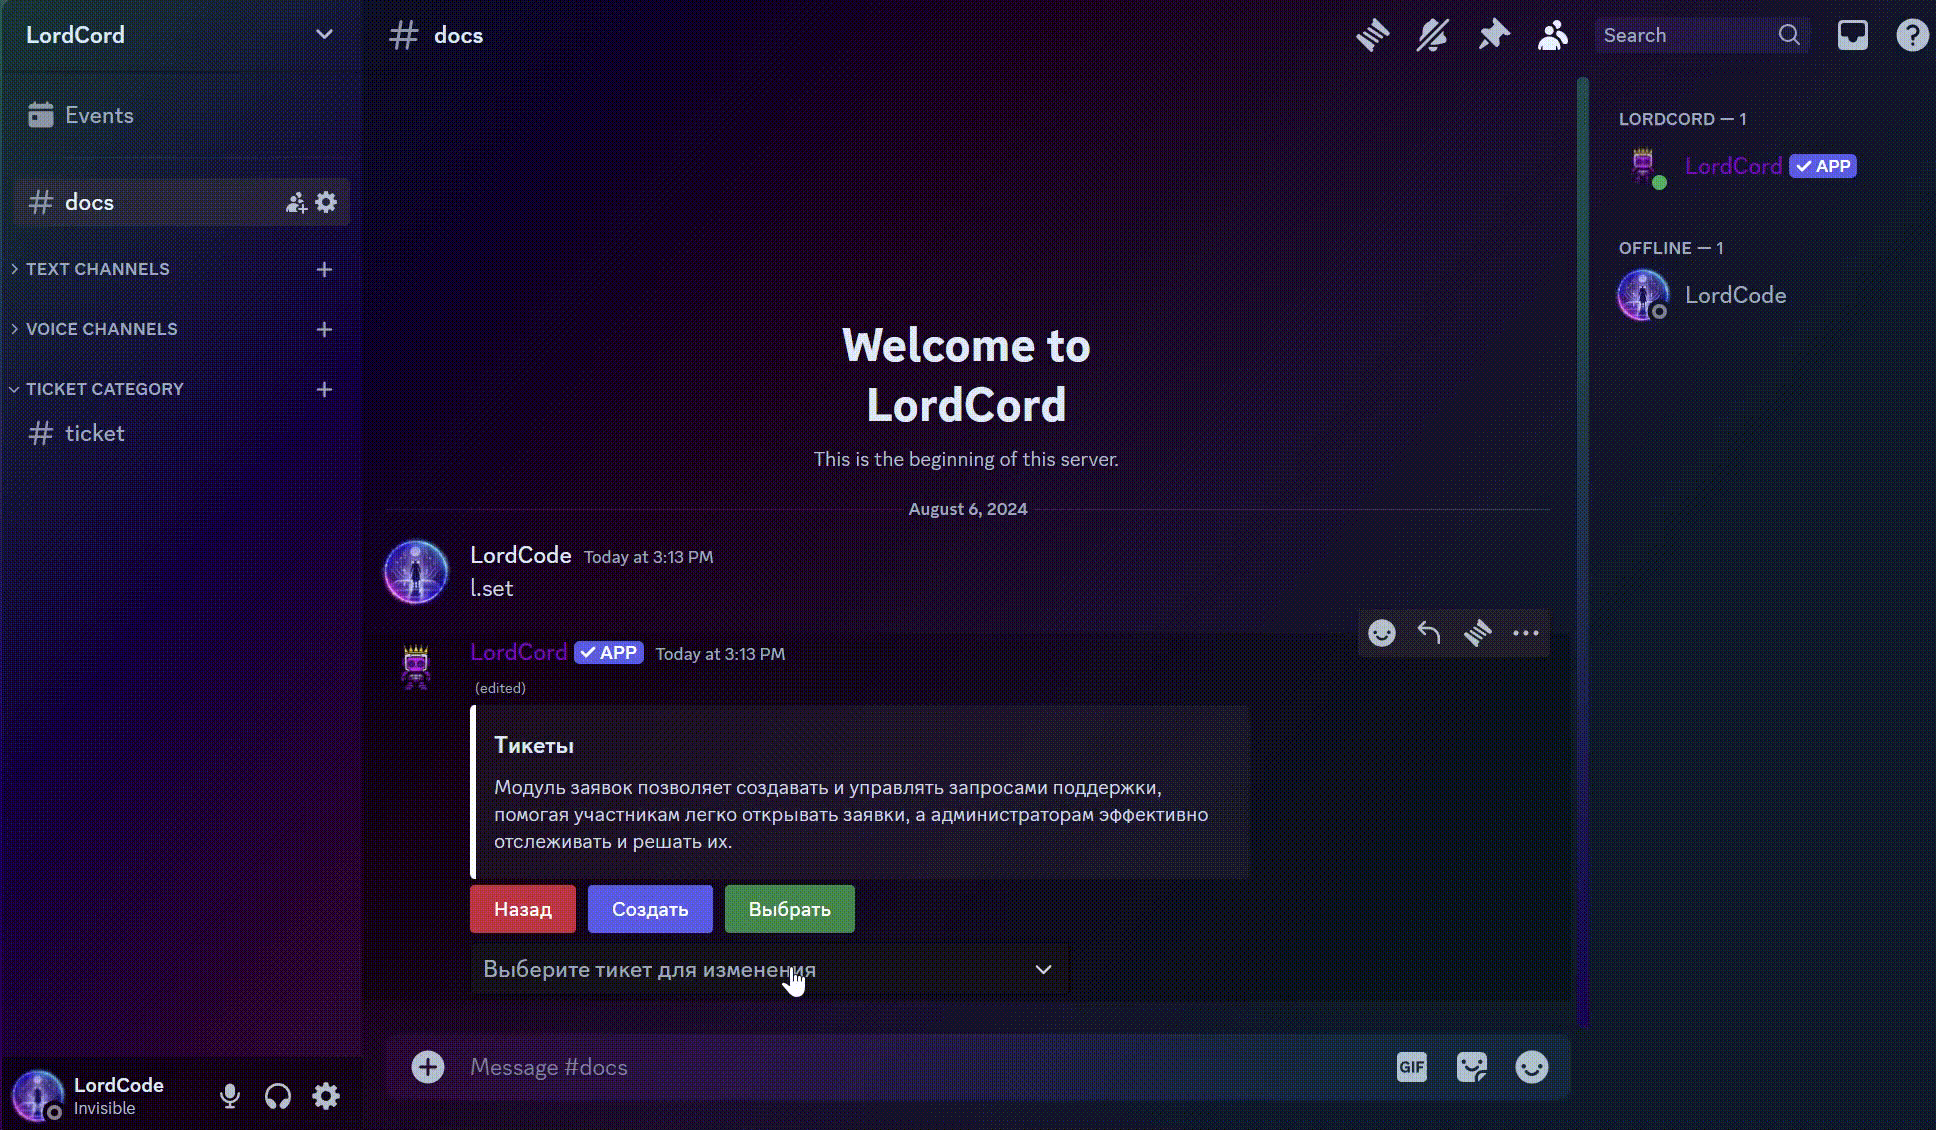 LordCord
Events
docs
TEXT CHANNELS
VOICE CHANNELS
TICKET CATEGORY
ticket
LordCode
Invisible
docs
Search
Welcome to
LordCord
This is the beginning of this server.
August 6, 2024
LordCode Today at 3:13 PM
l.set
LordCord APP Today at 3:13 PM
(edited)
Тикеты
Модуль заявок позволяет создавать и управлять запросами поддержки,
помогая участникам легко открывать заявки, а администраторам эффективно
отслеживать и решать их.
Назад Создать Выбрать
Выберите тикет для изменения
Message #docs
GIF
LORDCORD — 1
LordCord APP
OFFLINE — 1
LordCode